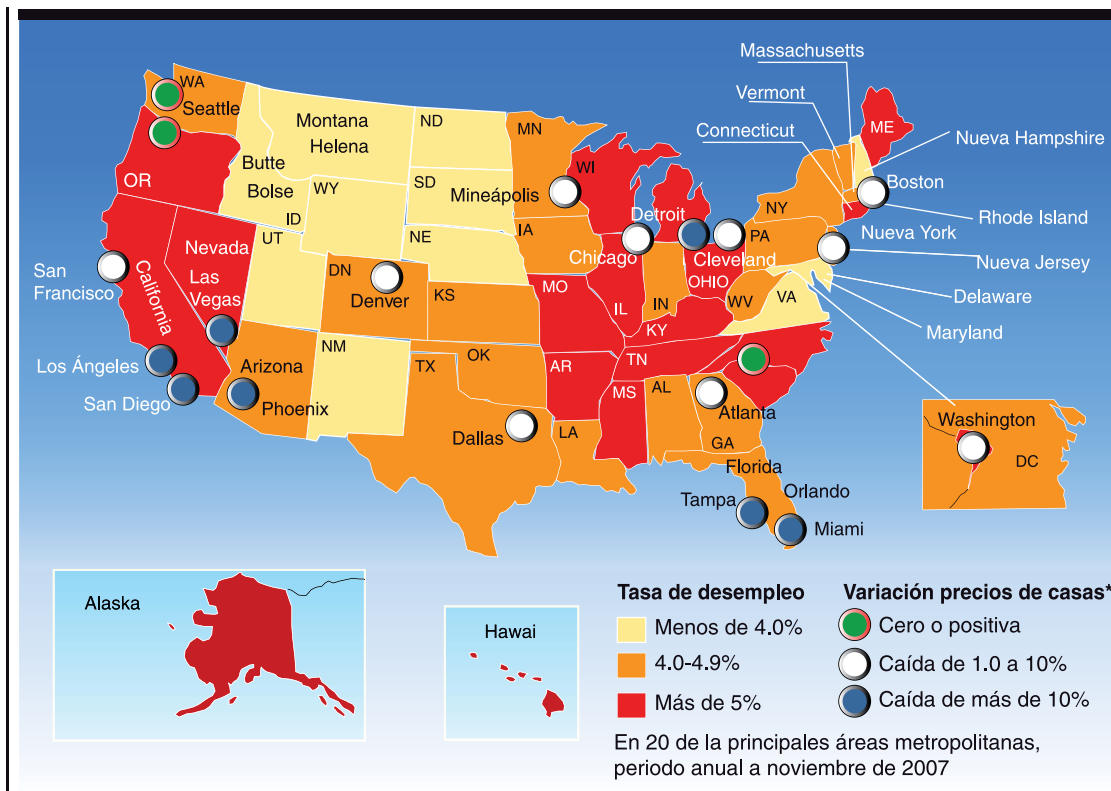 Massachusetts
Vermont
Connecticut
Nueva Hampshire
Boston
Rhode Island
Nueva York
Nueva Jersey
Delaware
Maryland
WA
Seattle
OR
Montana
Helena
Butte
Bolse
ID
WY
ND
SD
NE
MN
Mineápolis
WI
ME
NY
PA
Detroit
Chicago
Cleveland
OHIO
IA
IL
IN
WV
VA
San
Francisco
California
Nevada
Las
Vegas
UT
DN
Denver
KS
MO
KY
TN
Los Ángeles
San Diego
Arizona
Phoenix
NM
TX
OK
AR
MS
AL
Atlanta
GA
LA
Dallas
Florida
Orlando
Tampa
Miami
Washington
DC
Alaska
Hawai
Tasa de desempleo
Menos de 4.0%
4.0-4.9%
Más de 5%
Variación precios de casas*
Cero o positiva
Caída de 1.0 a 10%
Caída de más de 10%
En 20 de la principales áreas metropolitanas,
periodo anual a noviembre de 2007